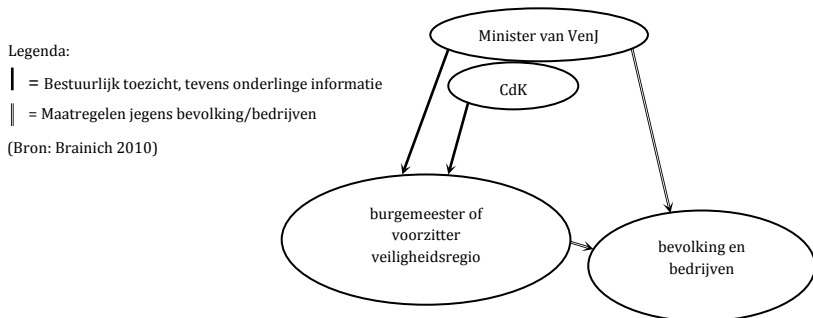 Minister van VenJ
Legenda:
= Bestuurlijk toezicht, tevens onderlinge informatie
CdK
= Maatregelen jegens bevolking/bedrijven
(Bron: Brainich 2010)
burgemeester of
voorzitter
veiligheidsregio
bevolking en
bedrijven